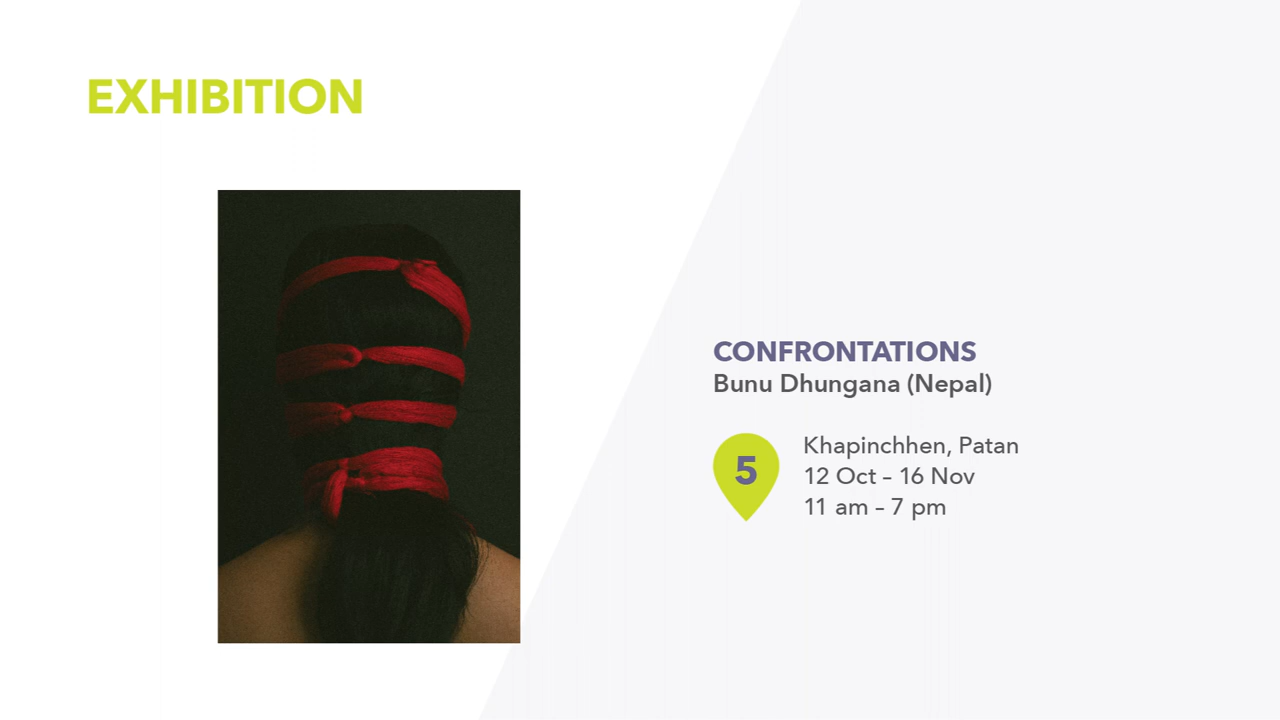 EXHIBITION
CONFRONTATIONS
Bunu Dhungana (Nepal)
5
Khapinchhen, Patan
12 Oct – 16 Nov
11 am – 7 pm